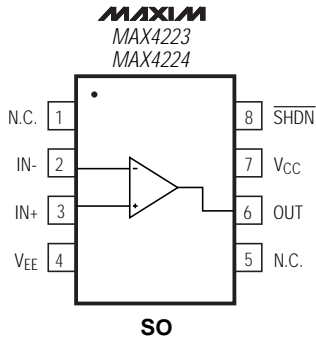 MAXIM
MAX4223
MAX4224
N.C. 1
IN- 2
IN+ 3
VEE 4
8 SHDN
7 VCC
6 OUT
5 N.C.
-
+
SO